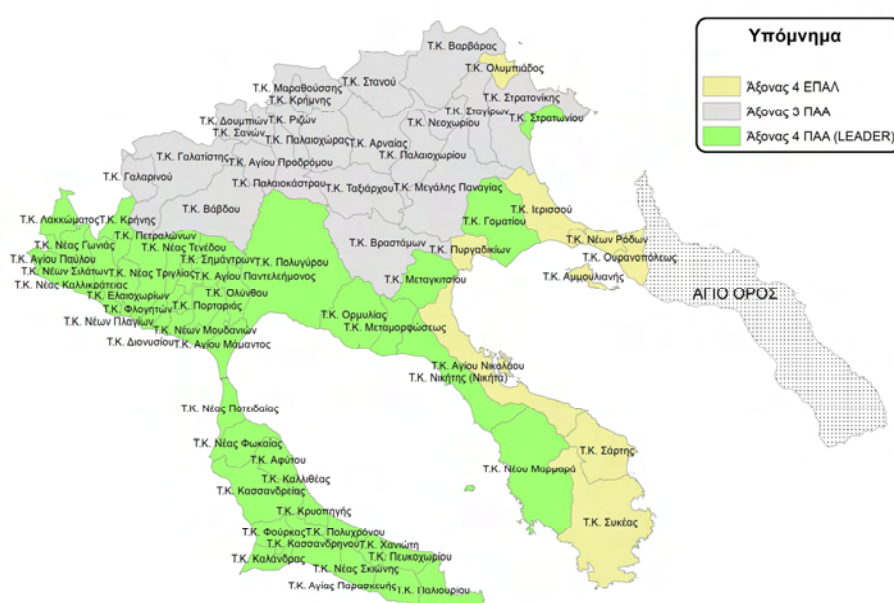 Υπόμνημα
Άξονας 4 ΕΠΑΛ
Άξονας 3 ΠΑΑ
Άξονας 4 ΠΑΑ (LEADER)
Τ.Κ. Βαρβάρας
Τ.Κ. Ολυμπιάδος
Τ.Κ. Στανού
Τ.Κ. Μαραθούσσης
Τ.Κ. Κρήμνης
Τ.Κ. Στρατονίκης
Τ.Κ. Σταγίρων
Τ.Κ. Στρατωνίου
Τ.Κ. Δουμπιών
Τ.Κ. Ριζών
Τ.Κ. Νεοχωρίου
Τ.Κ. Σανών
Τ.Κ. Παλαιοχώρας
Τ.Κ. Αρναίας
Τ.Κ. Γαλατίστης
Τ.Κ. Αγίου Προδρόμου
Τ.Κ. Παλαιοχωρίου
Τ.Κ. Γαλαρινού
Τ.Κ. Παλαιοκάστρου
Τ.Κ. Ταξιάρχου
Τ.Κ. Μεγάλης Παναγίας
Τ.Κ. Βάβδου
Τ.Κ. Ιερισσού
Τ.Κ. Γοματίου
Τ.Κ. Λακκώματος
Τ.Κ. Κρήνης
Τ.Κ. Πετραλώνων
Τ.Κ. Νέας Γωνιάς
Τ.Κ. Νέας Τενέδου
Τ.Κ. Βραστάμων
Τ.Κ. Πυργαδικίων
Τ.Κ. Νέων Ρόδων
Τ.Κ. Ουρανοπόλεως
Τ.Κ. Αγίου Παύλου
Τ.Κ. Σημάντρων
Τ.Κ. Πολυγύρου
Τ.Κ. Νέων Σιλάτων
Τ.Κ. Νέας Τρίγλιας
Τ.Κ. Αγίου Παντελεήμονος
Τ.Κ. Μεταγκιτσίου
Τ.Κ. Αμμουλιανής
Τ.Κ. Νέας Καλλικράτειας
Τ.Κ. Ελαιοχωρίων
Τ.Κ. Ολύνθου
ΑΓΙΟ ΟΡΟΣ
Τ.Κ. Φλογητών
Τ.Κ. Πορταριάς
Τ.Κ. Ορμυλίας
Τ.Κ. Νέων Πλαγίων
Τ.Κ. Νέων Μουδανιών
Τ.Κ. Μεταμορφώσεως
Τ.Κ. Διονυσίου
Τ.Κ. Αγίου Μάμαντος
Τ.Κ. Αγίου Νικολάου
Τ.Κ. Νικήτης (Νικήτα)
Τ.Κ. Νέας Ποτειδαίας
Τ.Κ. Νέας Φωκαίας
Τ.Κ. Σάρτης
Τ.Κ. Αφύτου
Τ.Κ. Νέου Μαρμαρά
Τ.Κ. Καλλιθέας
Τ.Κ. Κασσανδρείας
Τ.Κ. Κρυοπηγής
Τ.Κ. Συκέας
Τ.Κ. Φούρκας
Τ.Κ. Πολυχρόνου
Τ.Κ. Κασσανδρηνού
Τ.Κ. Χανιώτη
Τ.Κ. Καλάνδρας
Τ.Κ. Πευκοχωρίου
Τ.Κ. Νέας Σκιώνης
Τ.Κ. Αγίας Παρασκευής
Τ.Κ. Παλιουρίου